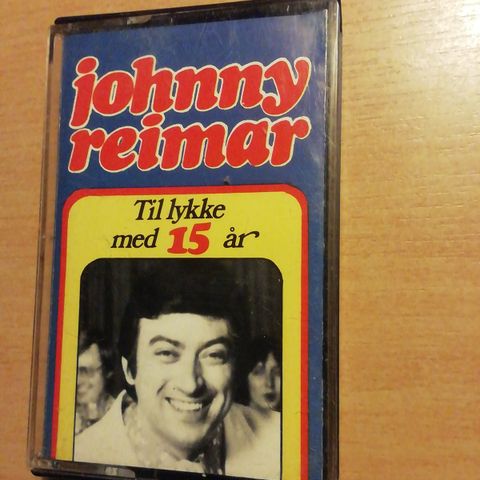 johnny
reimar
Til lykke
med 15 år